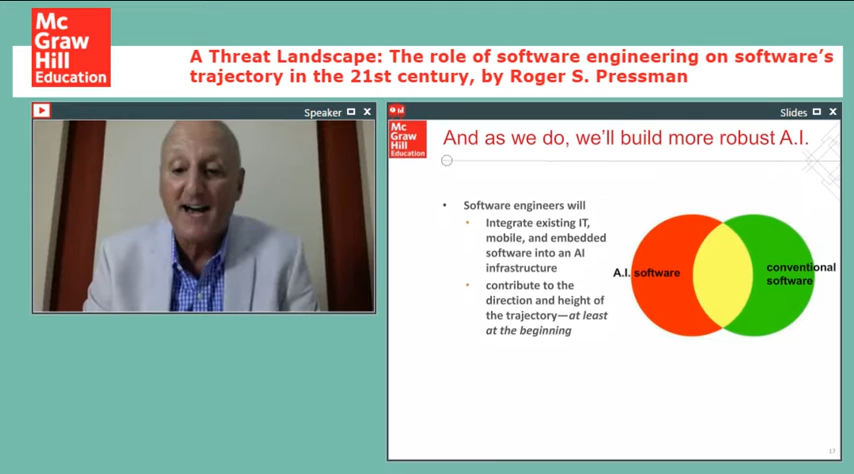 Mc
Graw
Hill
Education
A Threat Landscape: The role of software engineering on software's
trajectory in the 21st century, by Roger S. Pressman
Speaker
Slides
Mc
Graw
Hill
Education
And as we do, we'll build more robust A.I.
• Software engineers will
• Integrate existing IT,
mobile, and embedded
software into an AI
infrastructure
• contribute to the
direction and height of
the trajectory—at least
at the beginning
A.I. software
conventional
software
17